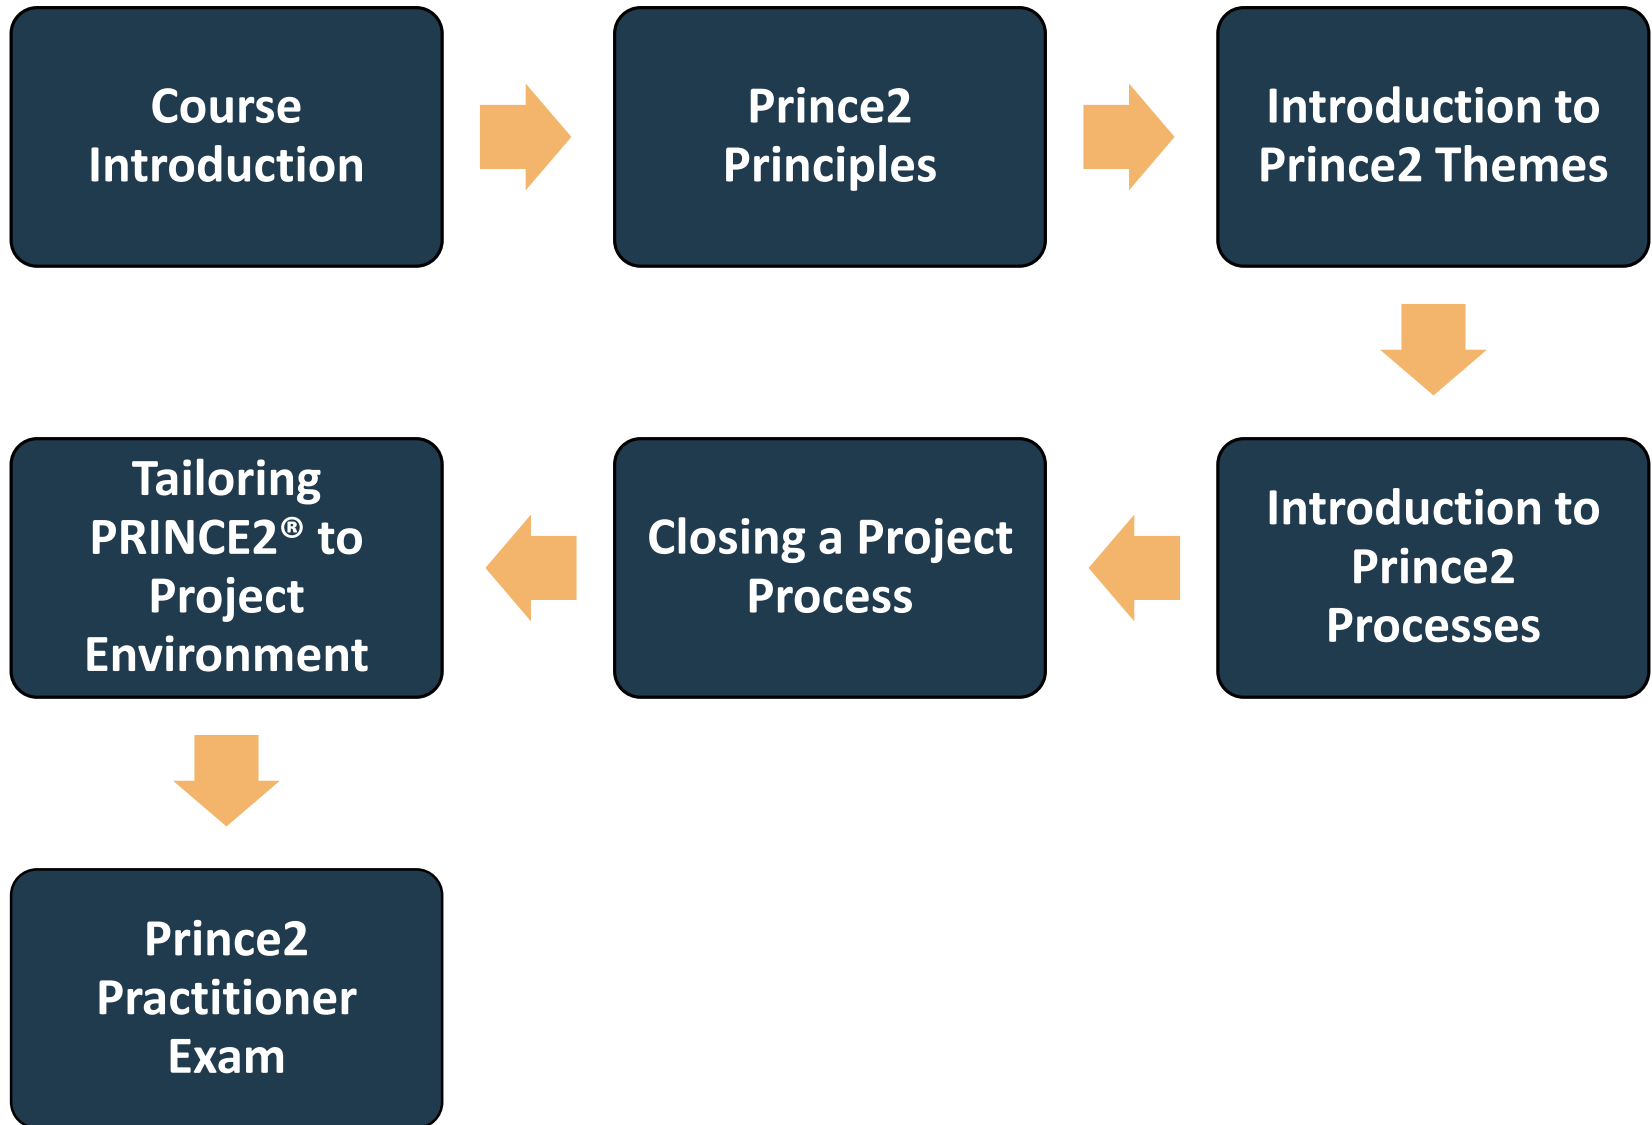 Course
Introduction
Prince2
Principles
Introduction to
Prince2 Themes
Introduction to
Prince2
Processes
Closing a Project
Process
Tailoring
PRINCE2® to
Project
Environment
Prince2
Practitioner
Exam